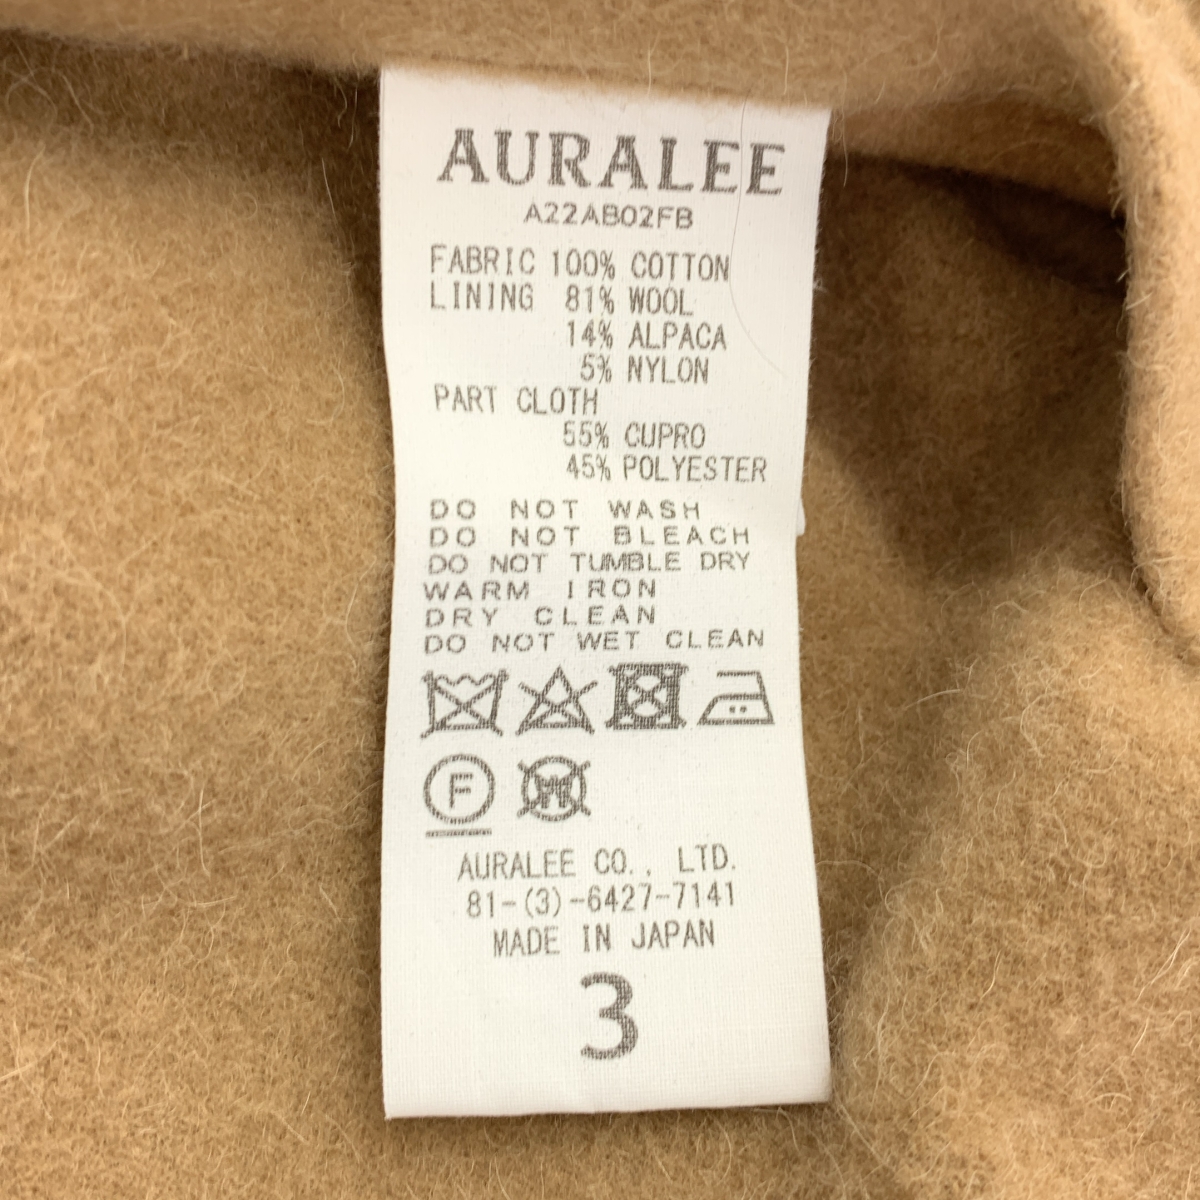 AURALEE
A22AB02FB
FABRIC 100% COTTON
LINING 81% WOOL
14% ALPACA
5% NYLON
PART CLOTH
55% CUPRO
45% POLYESTER
DO NOT WASH
DO NOT BLEACH
DO NOT TUMBLE DRY
WARM IRON
DRY CLEAN
DO NOT WET CLEAN
F
W
AURALEE CO., LTD.
81-(3)-6427-7141
MADE IN JAPAN
3